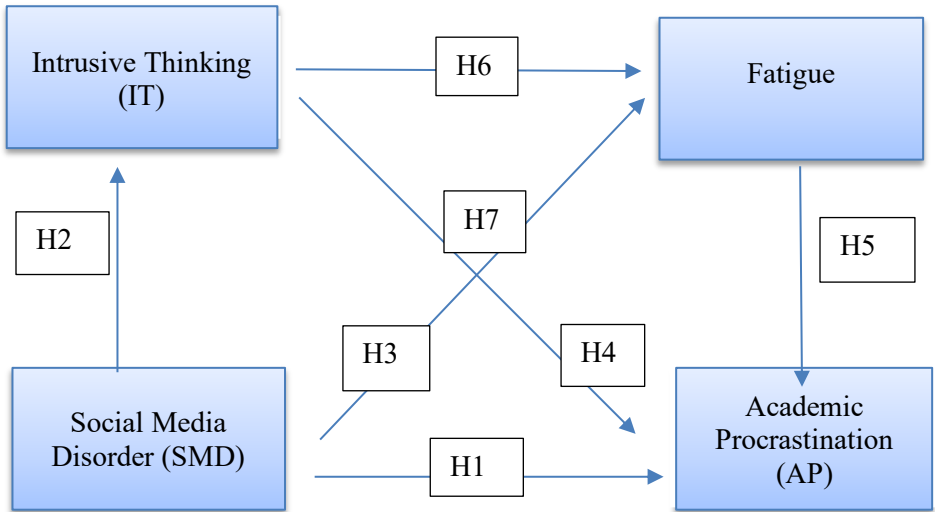 Intrusive Thinking
(IT)
H6
Fatigue
H2
H7
H5
H3
H4
Social Media
Disorder (SMD)
H1
Academic
Procrastination
(AP)